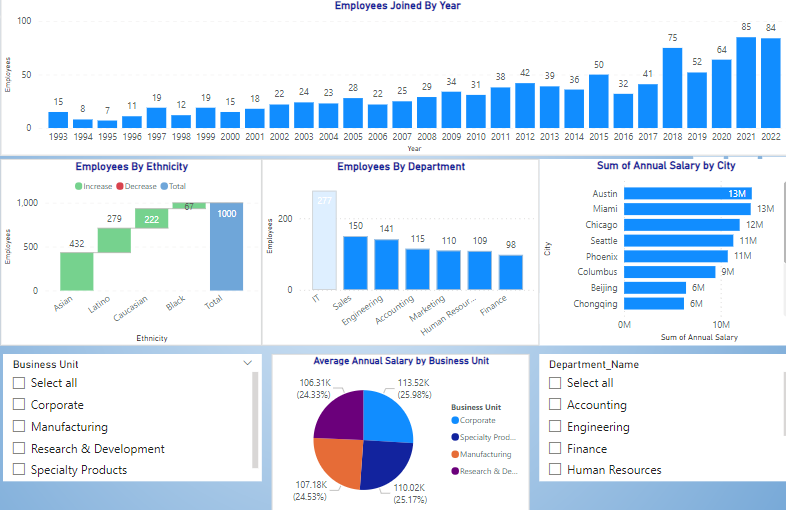 Employees Joined By Year
Employees
100
50
0
15 8 7 11 19 12 19 15 18 22 24 23 28 22 25 29 34 31 38 42 39 36 50 32 41 75 52 64 85 84
1993 1994 1995 1996 1997 1998 1999 2000 2001 2002 2003 2004 2005 2006 2007 2008 2009 2010 2011 2012 2013 2014 2015 2016 2017 2018 2019 2020 2021 2022
Year
Employees By Ethnicity
Increase Decrease Total
Employees
1,000
500
0
432 279 222 67 1000
Asian Latino Caucasian Black Total
Ethnicity
Employees By Department
Employees
200
0
277 150 141 115 110 109 98
IT Sales Engineering Accounting Marketing Human Resour... Finance
Sum of Annual Salary by City
City
Austin 13M
Miami 13M
Chicago 12M
Seattle 11M
Phoenix 11M
Columbus 9M
Beijing 6M
Chongqing 6M
0M 10M
Sum of Annual Salary
Business Unit
Select all
Corporate
Manufacturing
Research & Development
Specialty Products
Average Annual Salary by Business Unit
106.31K
(24.33%)
113.52K
(25.98%)
107.18K
(24.53%)
110.02K
(25.17%)
Business Unit
Corporate
Specialty Prod...
Manufacturing
Research & De...
Department_Name
Select all
Accounting
Engineering
Finance
Human Resources